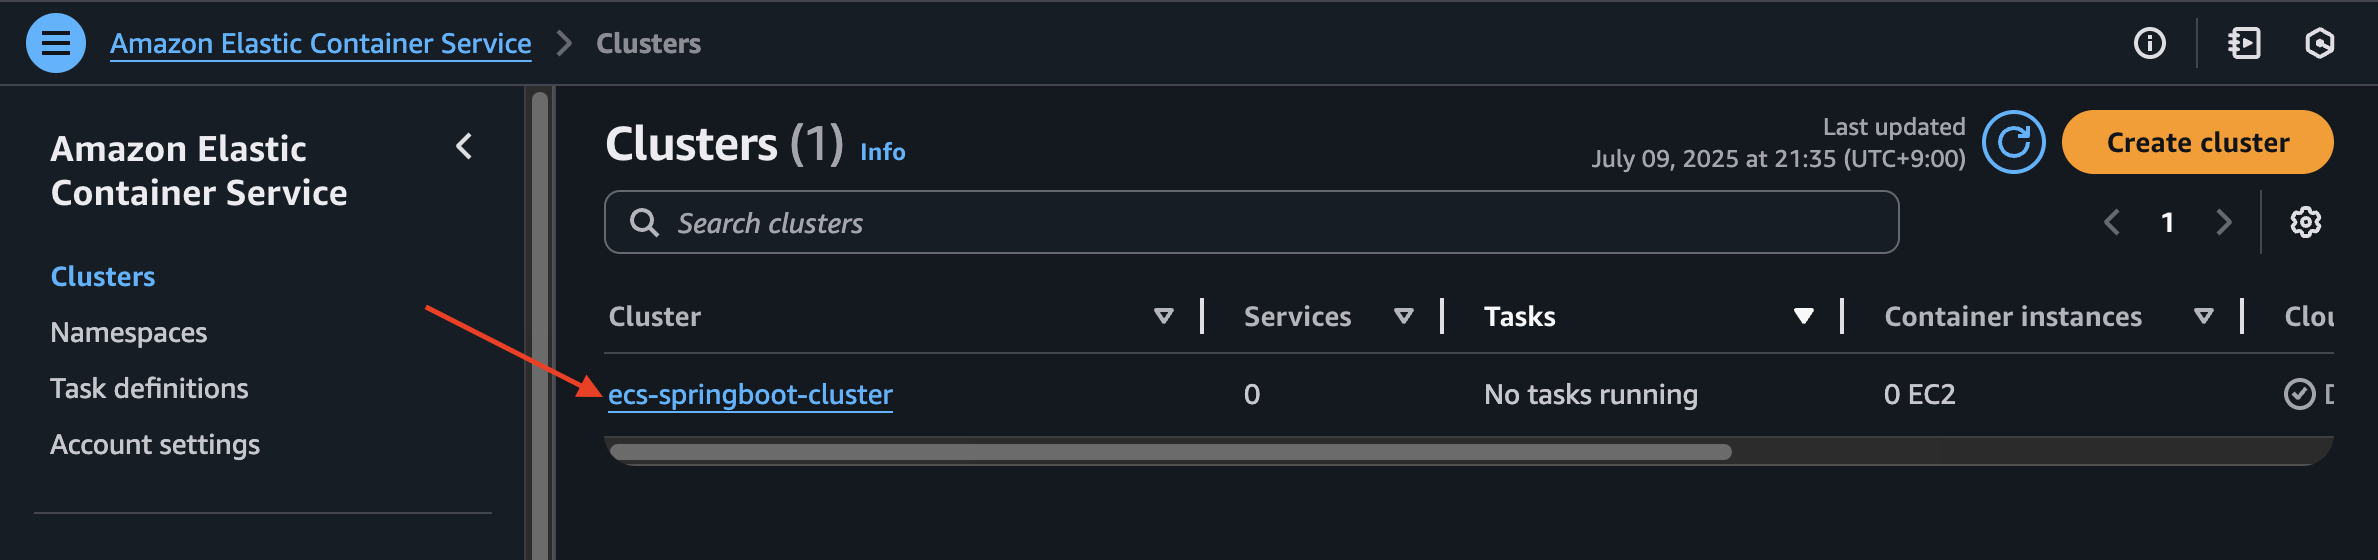 Amazon Elastic Container Service > Clusters
Amazon Elastic
Container Service
Clusters
Namespaces
Task definitions
Account settings
Clusters (1) Info
Last updated
July 09, 2025 at 21:35 (UTC+9:00)
Create cluster
Search clusters
1
Cluster Services Tasks Container instances
ecs-springboot-cluster 0 No tasks running 0 EC2